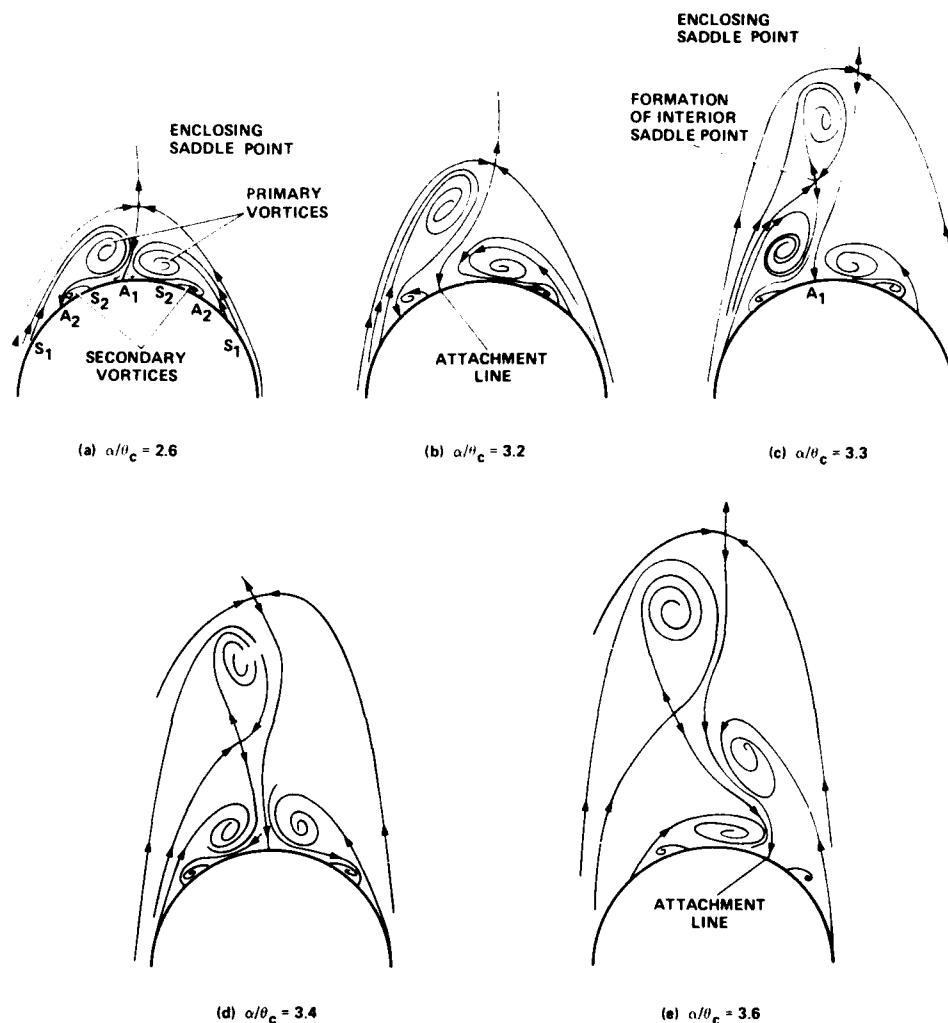 ENCLOSING
SADDLE POINT
PRIMARY
VORTICES
S₂ A₁ S₂
A₂ A₂
S₁ S₁
SECONDARY
VORTICES
(a) α/θc = 2.6
ATTACHMENT
LINE
(b) α/θc = 3.2
ENCLOSING
SADDLE POINT
FORMATION
OF INTERIOR
SADDLE POINT
A₁
(c) α/θc = 3.3
(d) α/θc = 3.4
ATTACHMENT
LINE
(e) α/θc = 3.6